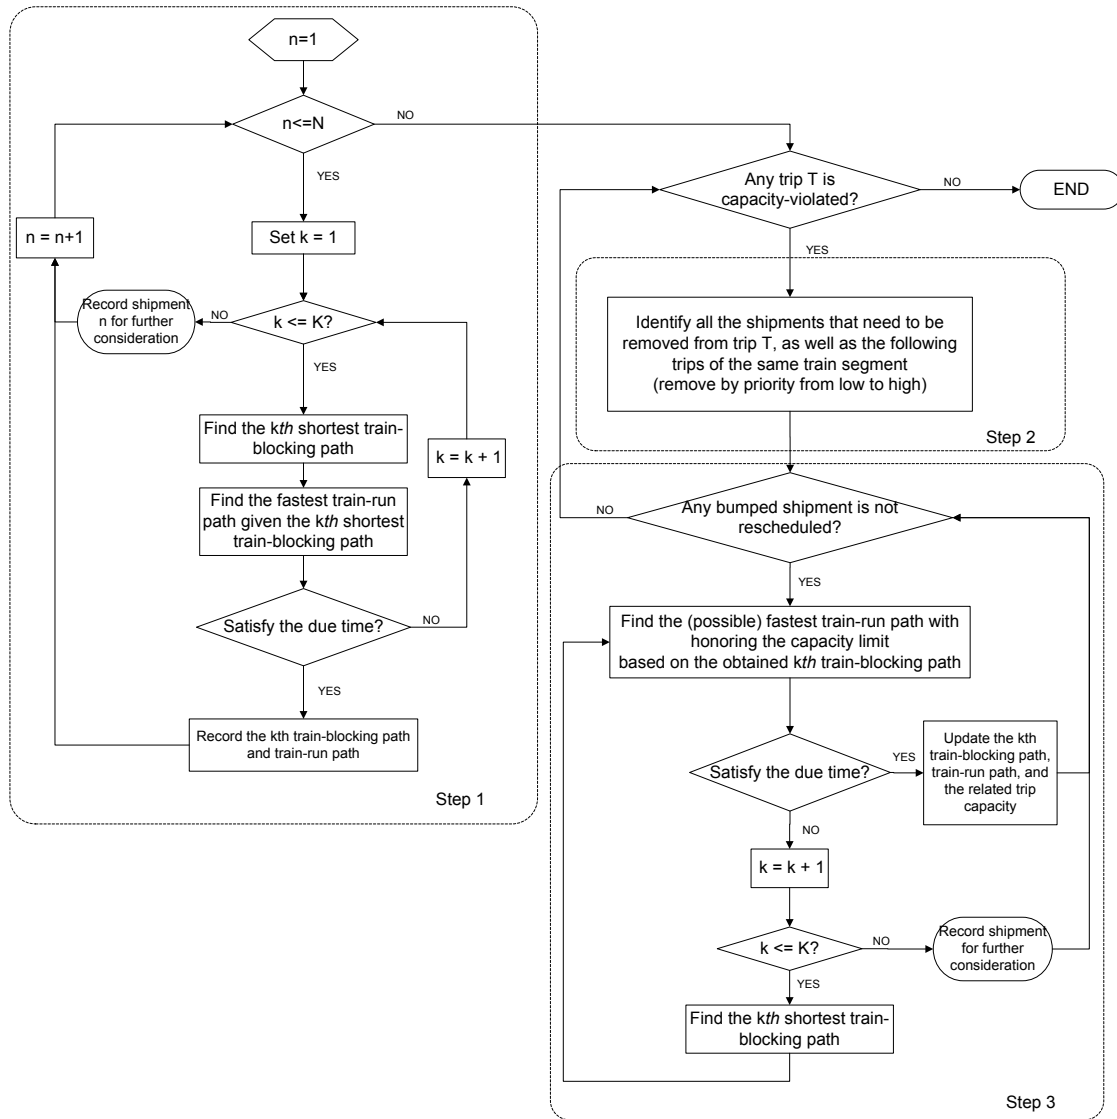 n=1
n<=N
NO
YES
n = n+1
Set k = 1
Record shipment
n for further
consideration
NO
k <= K?
YES
Find the kth shortest train-
blocking path
k = k + 1
Find the fastest train-run
path given the kth shortest
train-blocking path
Satisfy the due time?
NO
YES
Record the kth train-blocking path
and train-run path
Step 1
Any trip T is
capacity-violated?
NO
END
YES
Identify all the shipments that need to be
removed from trip T, as well as the following
trips of the same train segment
(remove by priority from low to high)
Step 2
Any bumped shipment is not
rescheduled?
NO
YES
Find the (possible) fastest train-run path with
honoring the capacity limit
based on the obtained kth train-blocking path
Satisfy the due time?
YES
Update the kth
train-blocking path,
train-run path, and
the related trip
capacity
NO
k = k + 1
k <= K?
NO
Record shipment
for further
consideration
YES
Find the kth shortest train-
blocking path
Step 3